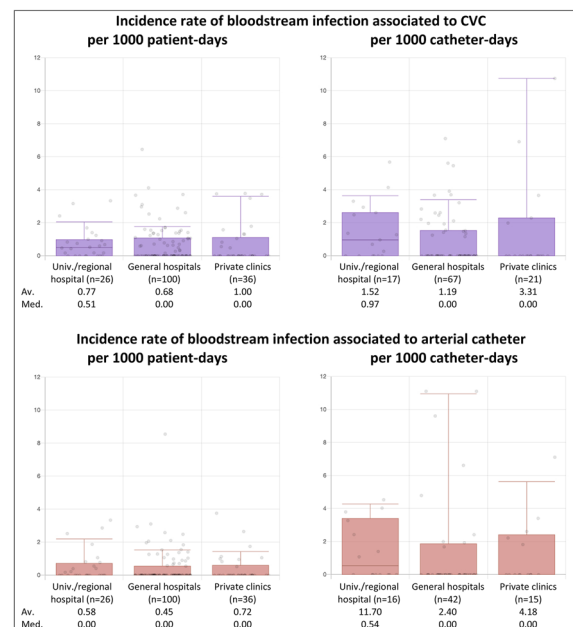 Incidence rate of bloodstream infection associated to CVC
per 1000 patient-days per 1000 catheter-days
12 12
10 10
8 8
6 6
4 4
2 2
0 0
Univ./regional General hospitals Private clinics Univ./regional General hospitals Private clinics
hospital (n=26) (n=100) (n=36) hospital (n=17) (n=67) (n=21)
Av. 0.77 0.68 1.00 1.52 1.19 3.31
Med. 0.51 0.00 0.00 0.97 0.00 0.00
Incidence rate of bloodstream infection associated to arterial catheter
per 1000 patient-days per 1000 catheter-days
12 12
10 10
8 8
6 6
4 4
2 2
0 0
Univ./regional General hospitals Private clinics Univ./regional General hospitals Private clinics
hospital (n=26) (n=100) (n=36) hospital (n=16) (n=42) (n=15)
Av. 0.58 0.45 0.72 11.70 2.40 4.18
Med. 0.00 0.00 0.00 0.54 0.00 0.00